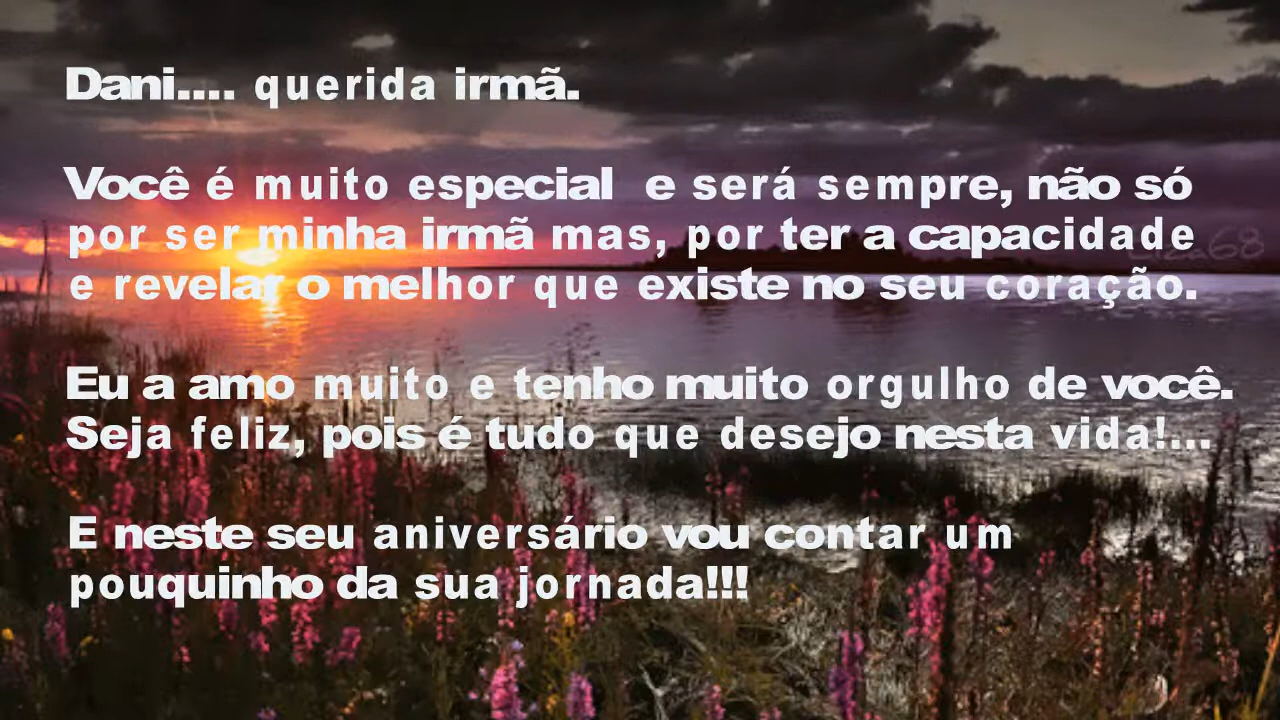 Dani.... querida irmã.
Você é muito especial  e será sempre, não só
por ser minha irmã mas, por ter a capacidade
e revelar o melhor que existe no seu coração.
Eu a amo muito e tenho muito orgulho de você.
Seja feliz, pois é tudo que desejo nesta vida!...
E neste seu aniversário vou contar um
pouquinho da sua jornada!!!